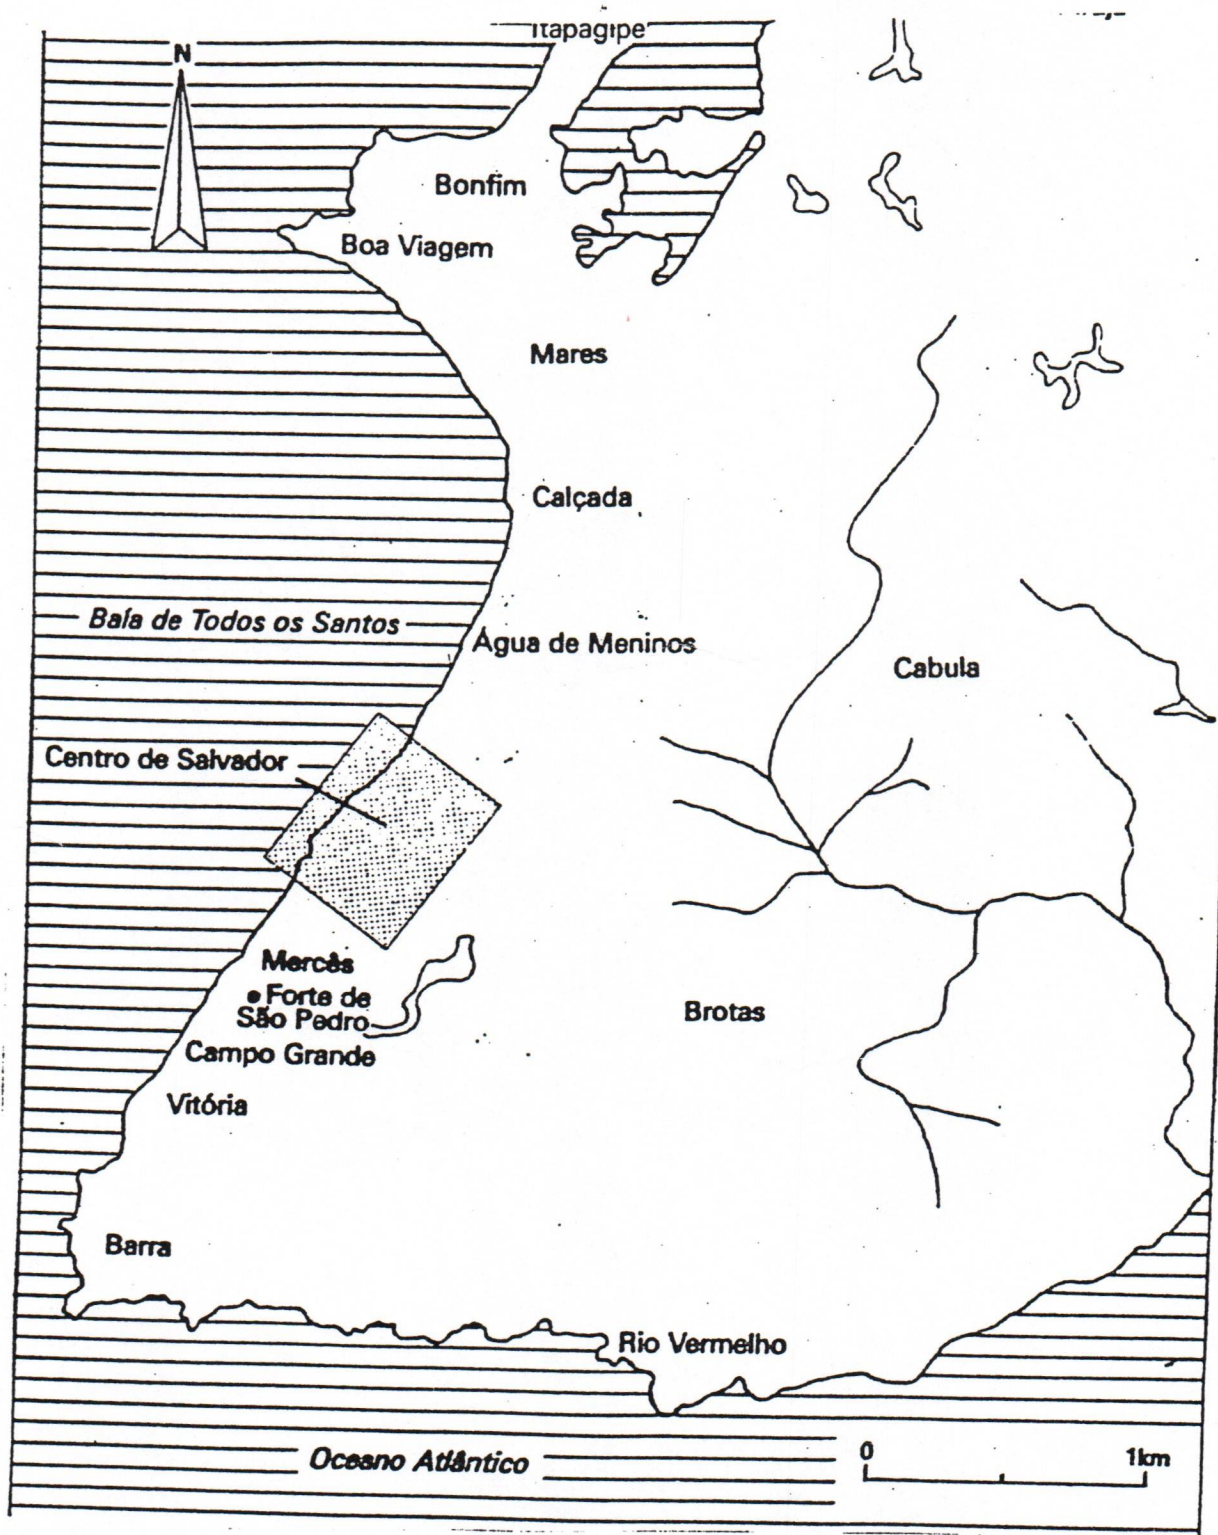 Itapagipe
N
Bonfim
Boa Viagem
Mares
Calçada
Baía de Todos os Santos
Água de Meninos
Cabula
Centro de Salvador
Mercês
Forte de
São Pedro
Brotas
Campo Grande
Vitória
Barra
Rio Vermelho
Oceano Atlântico
0 1km